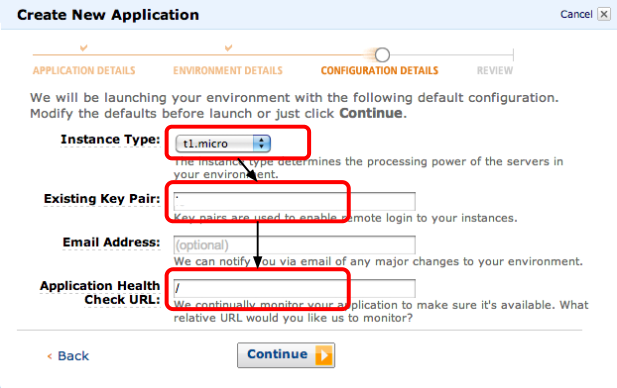 Create New Application
Cancel
APPLICATION DETAILS ENVIRONMENT DETAILS CONFIGURATION DETAILS REVIEW
We will be launching your environment with the following default configuration.
Modify the defaults before launch or just click Continue.
Instance Type: t1.micro
The instance type determines the processing power of the servers in
your environment.
Existing Key Pair:
Key pairs are used to enable remote login to your instances.
Email Address: (optional)
We can notify you via email of any major changes to your environment.
Application Health
Check URL: /
We continually monitor your application to make sure it's available. What
relative URL would you like us to monitor?
Back
Continue